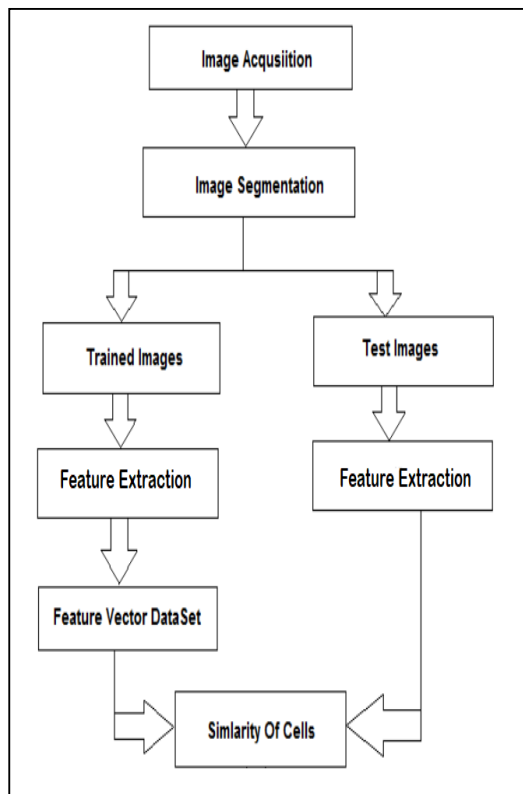 Image Acqusiition
Image Segmentation
Trained Images
Test Images
Feature Extraction
Feature Extraction
Feature Vector DataSet
Simlarity Of Cells